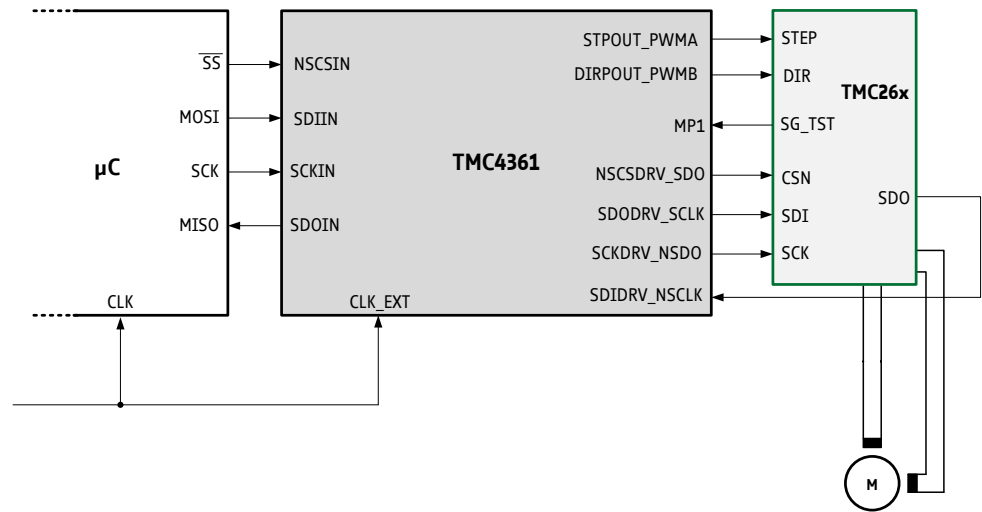 SS
MOSI
SCK
MISO
CLK
µC
NSCSIN
SDIIN
SCKIN
SDOIN
CLK_EXT
TMC4361
STPOUT_PWMA
DIRPOUT_PWMB
MP1
NSCSDRV_SDO
SDODRV_SCLK
SCKDRV_NSDO
SDIDRV_NSCLK
STEP
DIR
TMC26x
SG_TST
CSN
SDI
SCK
SDO
M